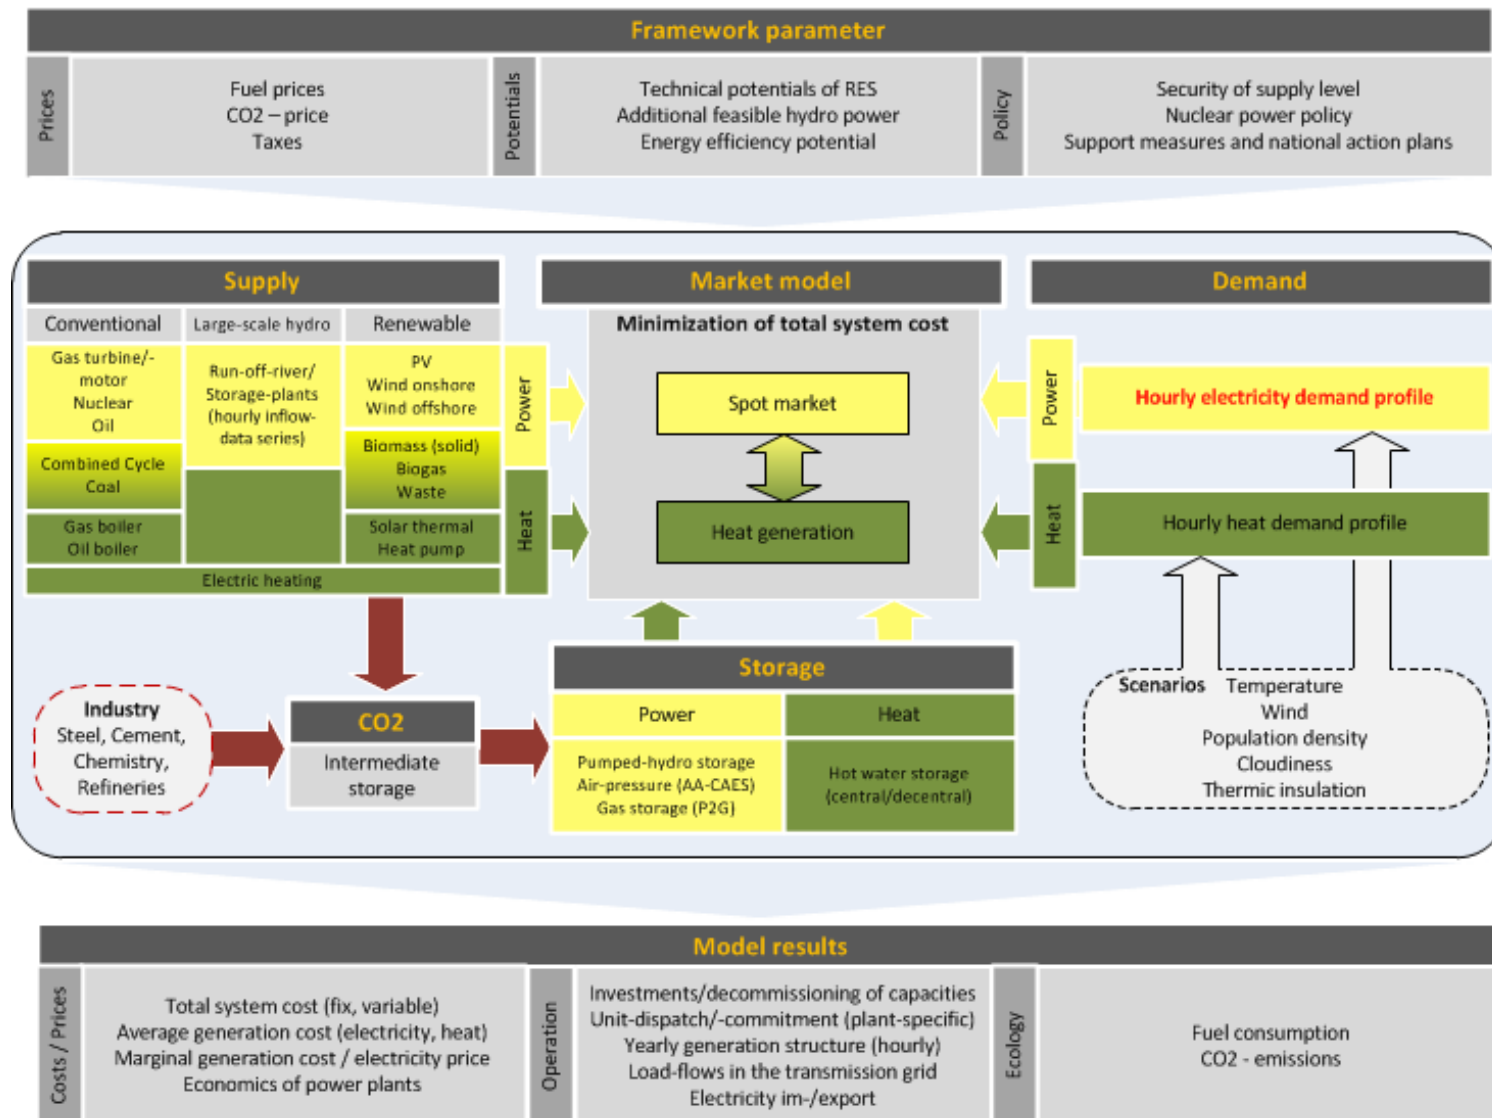 Framework parameter
Prices
Fuel prices
CO2 – price
Taxes
Potentials
Technical potentials of RES
Additional feasible hydro power
Energy efficiency potential
Policy
Security of supply level
Nuclear power policy
Support measures and national action plans
Supply
Conventional
Large-scale hydro
Renewable
Gas turbine/-
motor
Nuclear
Oil
Run-off-river/
Storage-plants
(hourly inflow-
data series)
PV
Wind onshore
Wind offshore
Combined Cycle
Coal
Biomass (solid)
Biogas
Waste
Gas boiler
Oil boiler
Solar thermal
Heat pump
Electric heating
Power
Heat
Market model
Minimization of total system cost
Spot market
Heat generation
Demand
Power
Hourly electricity demand profile
Heat
Hourly heat demand profile
Scenarios
Temperature
Wind
Population density
Cloudiness
Thermic insulation
Industry
Steel, Cement,
Chemistry,
Refineries
CO2
Intermediate
storage
Storage
Power
Heat
Pumped-hydro storage
Air-pressure (AA-CAES)
Gas storage (P2G)
Hot water storage
(central/decentral)
Model results
Costs / Prices
Total system cost (fix, variable)
Average generation cost (electricity, heat)
Marginal generation cost / electricity price
Economics of power plants
Operation
Investments/decommissioning of capacities
Unit-dispatch/-commitment (plant-specific)
Yearly generation structure (hourly)
Load-flows in the transmission grid
Electricity im-/export
Ecology
Fuel consumption
CO2 - emissions